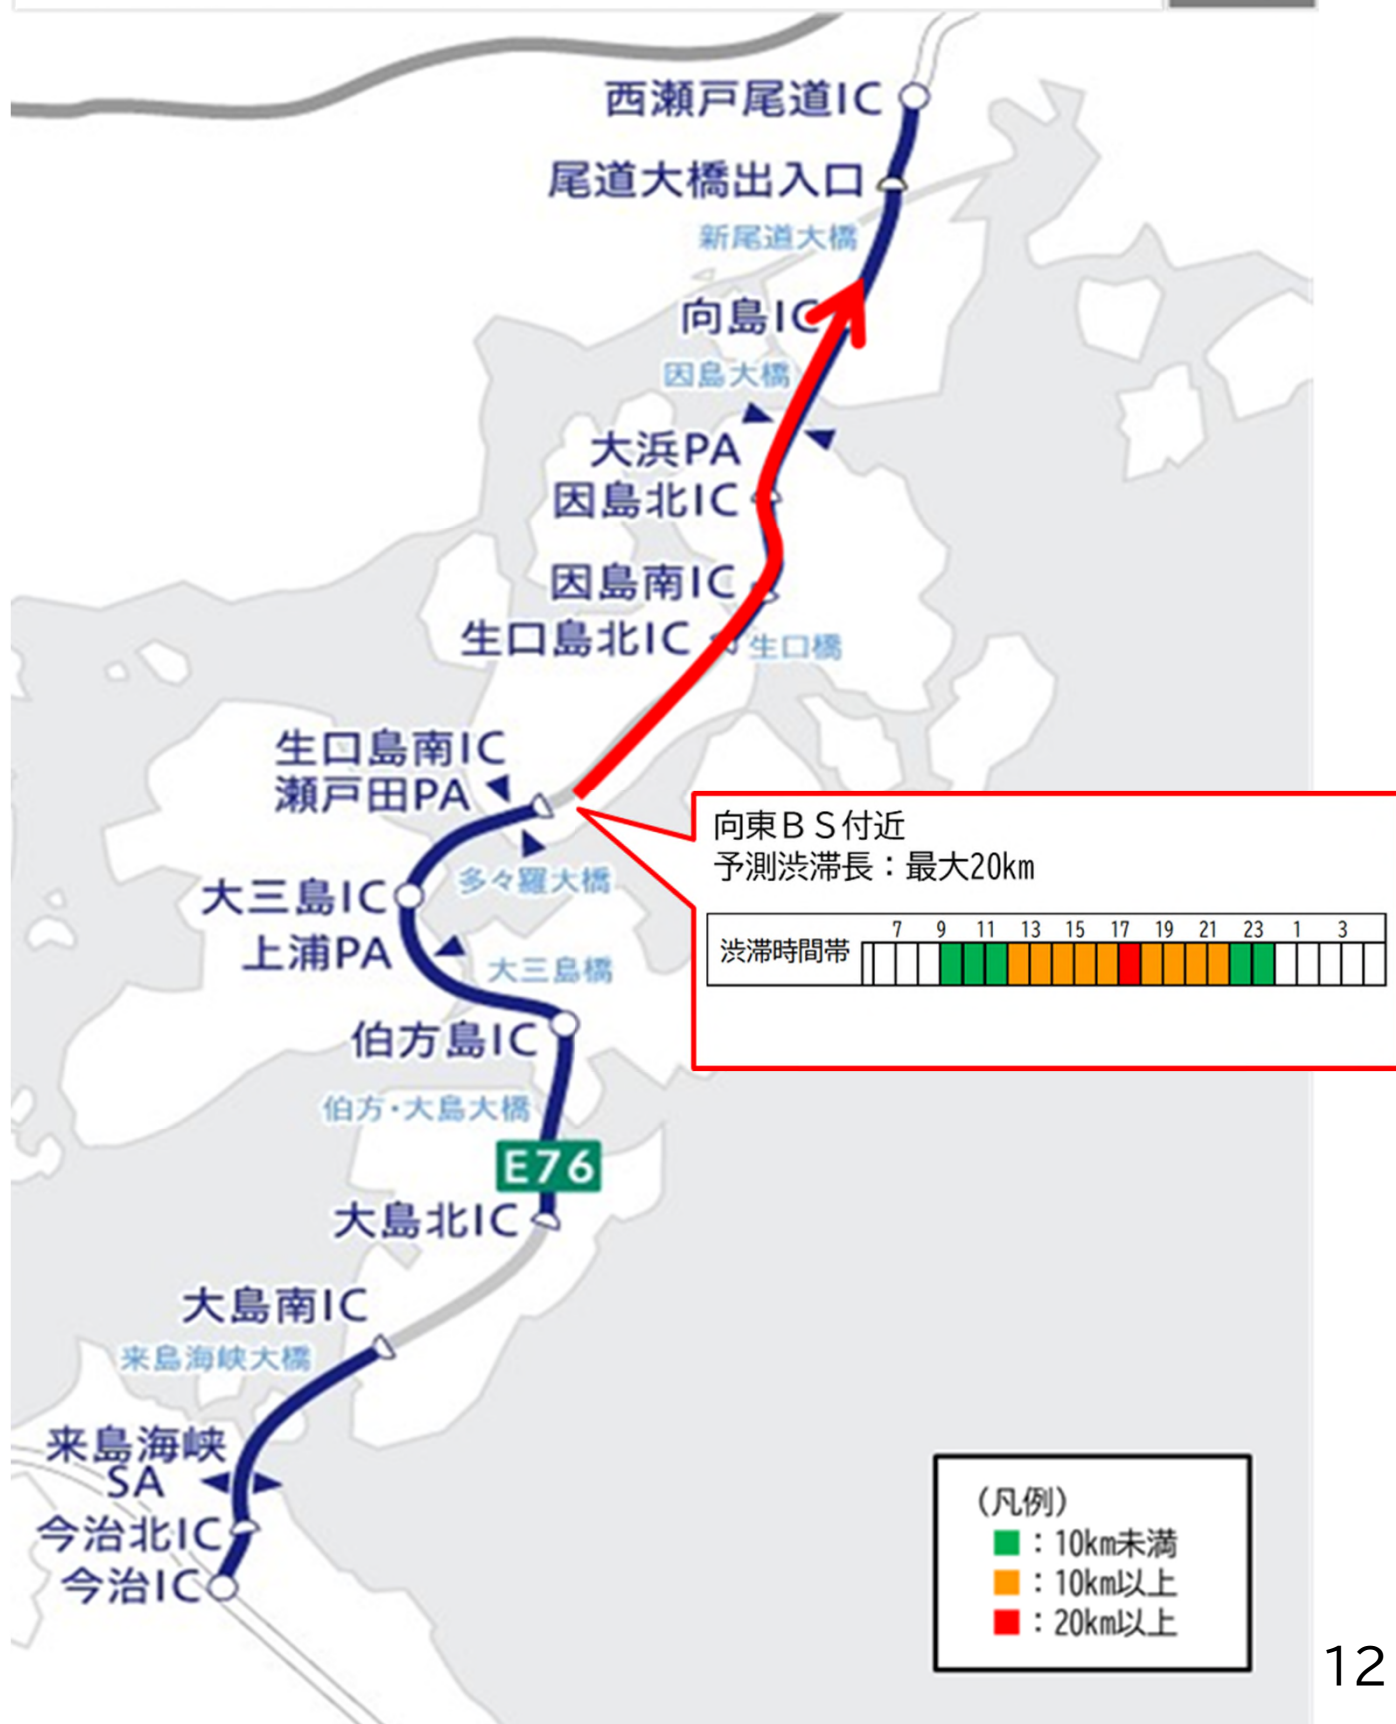 西瀬戸尾道IC
尾道大橋出入口
新尾道大橋
向島IC
因島大橋
大浜PA
因島北IC
因島南IC
生口島北IC
生口橋
生口島南IC
瀬戸田PA
多々羅大橋
大三島IC
上浦PA
大三島橋
伯方島IC
伯方・大島大橋
E76
大島北IC
大島南IC
来島海峡大橋
来島海峡
SA
今治北IC
今治IC
向東ＢＳ付近
予測渋滞長：最大20km
渋滞時間帯 7 9 11 13 15 17 19 21 23 1 3
（凡例）
：10km未満
：10km以上
：20km以上
12